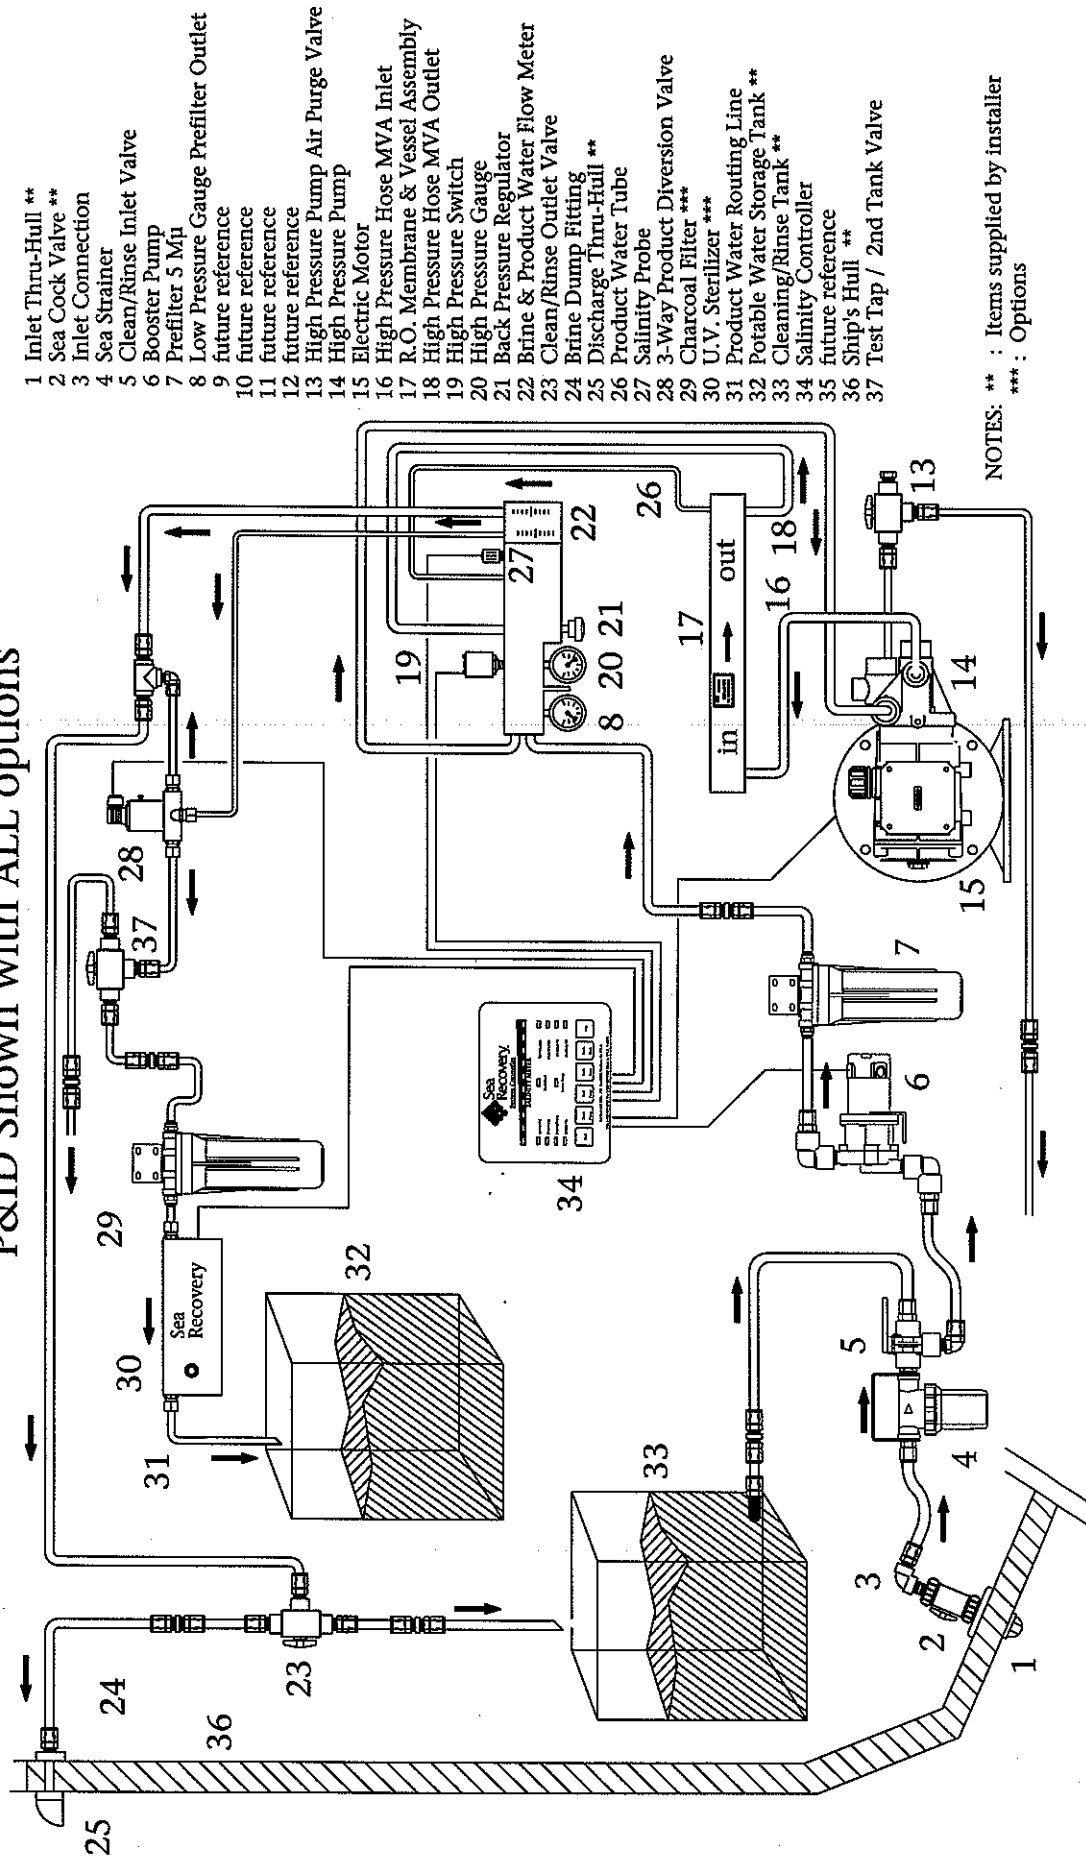 P&ID Shown with ALL options
1 Inlet Thru-Hull **
2 Sea Cock Valve **
3 Inlet Connection
4 Sea Strainer
5 Clean/Rinse Inlet Valve
6 Booster Pump
7 Prefilter 5 Mµ
8 Low Pressure Gauge Prefilter Outlet
9 future reference
10 future reference
11 future reference
12 future reference
13 High Pressure Pump Air Purge Valve
14 High Pressure Pump
15 Electric Motor
16 High Pressure Hose MVA Inlet
17 R.O. Membrane & Vessel Assembly
18 High Pressure Hose MVA Outlet
19 High Pressure Switch
20 High Pressure Gauge
21 Back Pressure Regulator
22 Brine & Product Water Flow Meter
23 Clean/Rinse Outlet Valve
24 Brine Dump Fitting
25 Discharge Thru-Hull **
26 Product Water Tube
27 Salinity Probe
28 3-Way Product Diversion Valve
29 Charcoal Filter ***
30 U.V. Sterilizer ***
31 Product Water Routing Line
32 Potable Water Storage Tank **
33 Cleaning/Rinse Tank **
34 Salinity Controller
35 future reference
36 Ship's Hull **
37 Test Tap / 2nd Tank Valve
NOTES: ** : Items supplied by installer
*** : Options
25
24
36
23
31
30
29
37
28
Sea
Recovery
32
33
34
Sea
Recovery
19
27
22
8
20
21
26
17
in
out
16
18
13
14
15
7
6
5
4
3
2
1